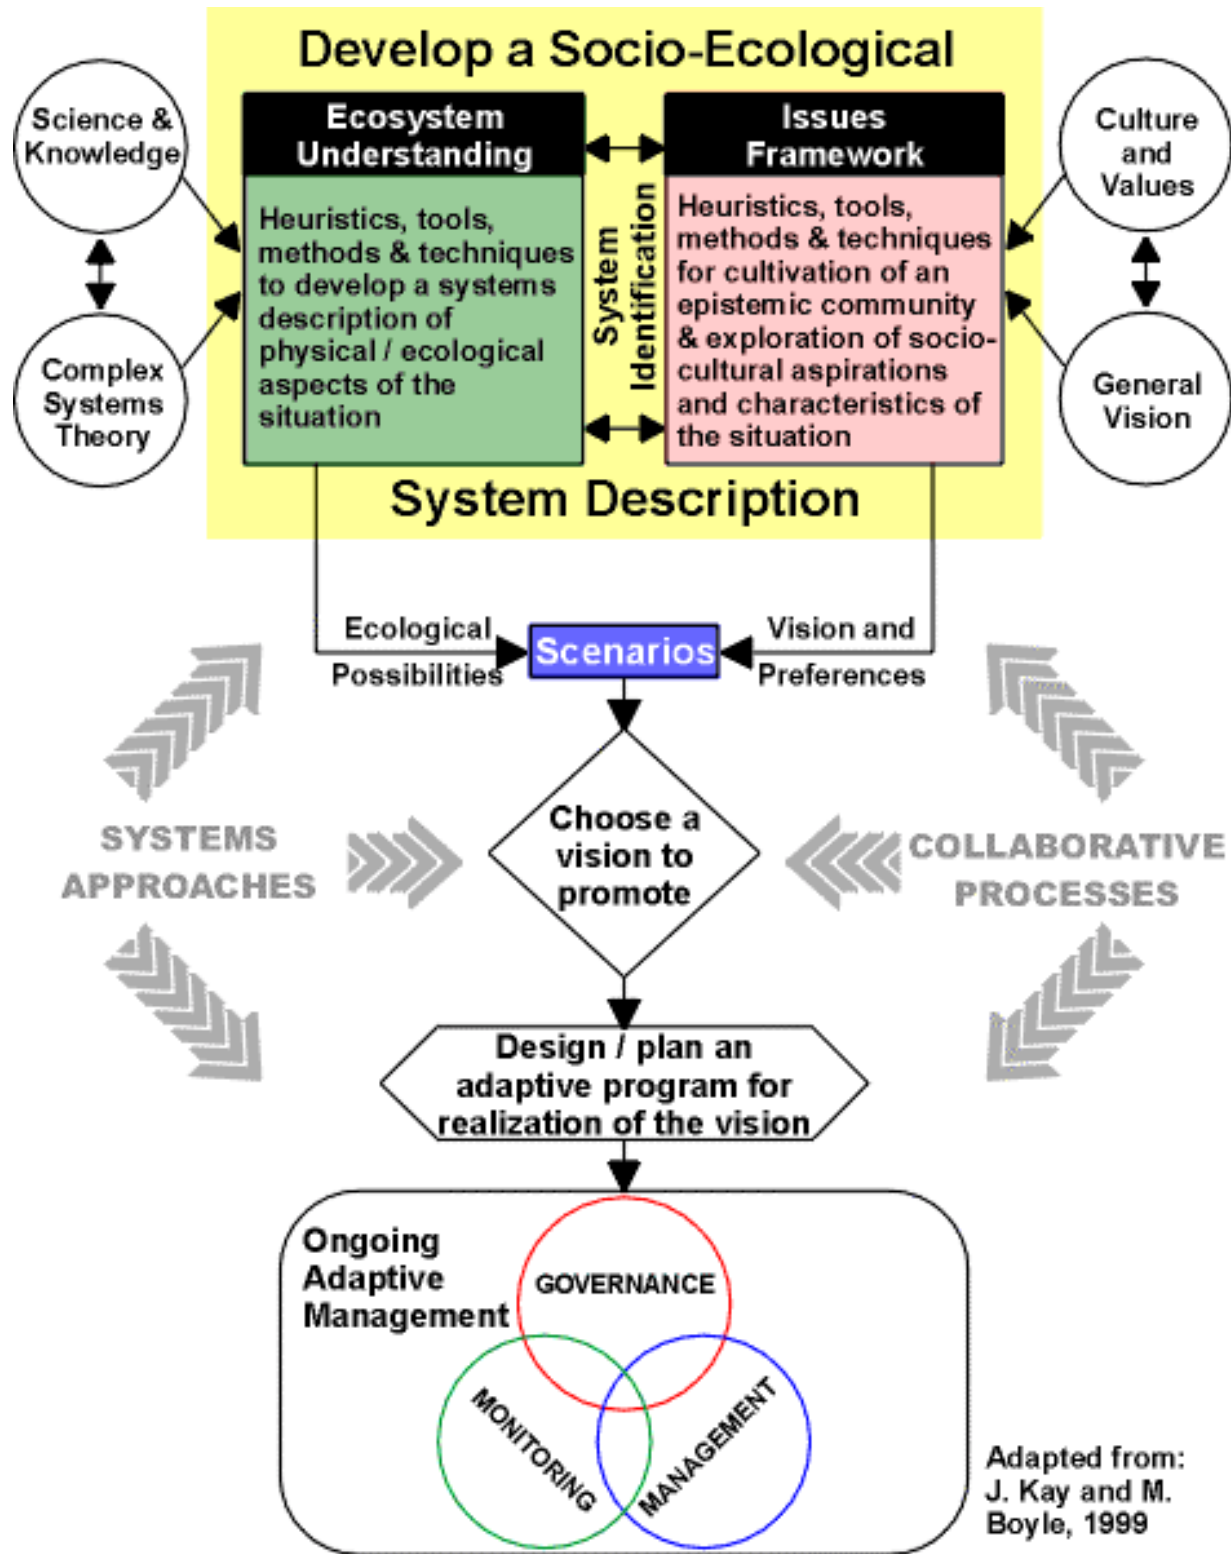 Develop a Socio-Ecological
Science &
Knowledge
Complex
Systems
Theory
Ecosystem
Understanding
Heuristics, tools,
methods & techniques
to develop a systems
description of
physical / ecological
aspects of the
situation
System
Identification
Issues
Framework
Heuristics, tools,
methods & techniques
for cultivation of an
epistemic community
& exploration of socio-
cultural aspirations
and characteristics of
the situation
Culture
and
Values
General
Vision
System Description
Ecological
Possibilities
Scenarios
Vision and
Preferences
SYSTEMS
APPROACHES
Choose a
vision to
promote
COLLABORATIVE
PROCESSES
Design / plan an
adaptive program for
realization of the vision
Ongoing
Adaptive
Management
GOVERNANCE
MONITORING
MANAGEMENT
Adapted from:
J. Kay and M.
Boyle, 1999